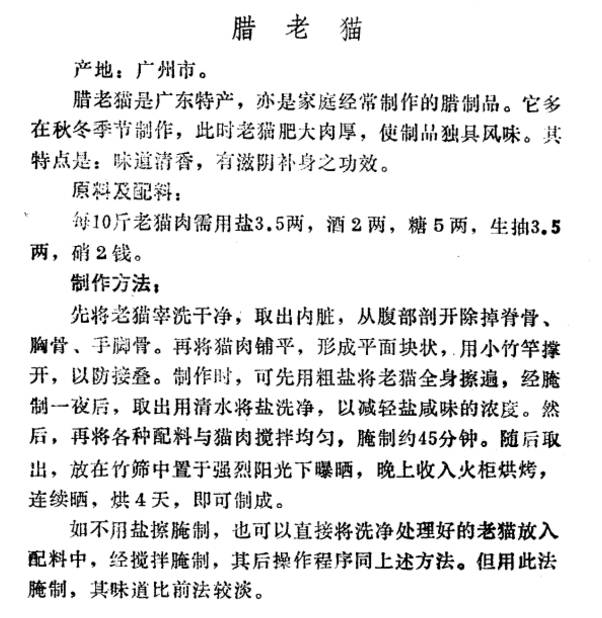 腊老猫
产地：广州市。
腊老猫是广东特产，亦是家庭经常制作的腊制品。它多
在秋冬季节制作，此时老猫肥大肉厚，使制品独具风味。其
特点是：味道清香，有滋阴补身之功效。
原料及配料：
每10斤老猫肉需用盐3.5两，酒2两，糖5两，生抽3.5
两，硝2钱。
制作方法：
先将老猫宰洗干净，取出内脏，从腹部剖开除掉脊骨、
胸骨、手脚骨。再将猫肉铺平，形成平面块状，用小竹竿撑
开，以防接叠。制作时，可先用粗盐将老猫全身擦遍，经腌
制一夜后，取出用清水将盐洗净，以减轻盐咸味的浓度。然
后，再将各种配料与猫肉搅拌均匀，腌制约45分钟。随后取
出，放在竹筛中置于强烈阳光下曝晒，晚上收入火柜烘烤，
连续晒，烘4天，即可制成。
如不用盐擦腌制，也可以直接将洗净处理好的老猫放入
配料中，经搅拌腌制，其后操作程序同上述方法。但用此法
腌制，其味道比前法较淡。